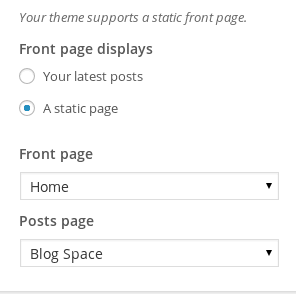 Your theme supports a static front page.
Front page displays
Your latest posts
A static page
Front page
Home
Posts page
Blog Space